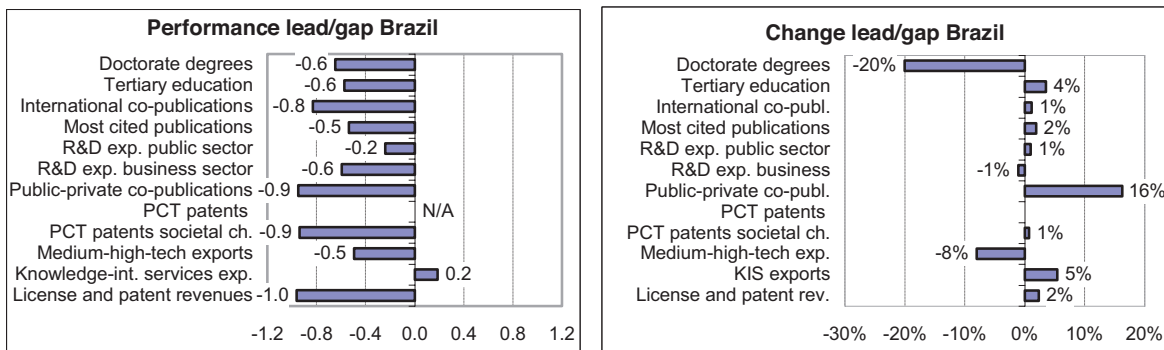 Performance lead/gap Brazil
Doctorate degrees -0.6
Tertiary education -0.6
International co-publications -0.8
Most cited publications -0.5
R&D exp. public sector -0.2
R&D exp. business sector -0.6
Public-private co-publications -0.9
PCT patents N/A
PCT patents societal ch. -0.9
Medium-high-tech exports -0.5
Knowledge-int. services exp. 0.2
License and patent revenues -1.0
-1.2 -0.8 -0.4 0.0 0.4 0.8 1.2
Change lead/gap Brazil
Doctorate degrees -20%
Tertiary education 4%
International co-publ. 1%
Most cited publications 2%
R&D exp. public sector 1%
R&D exp. business -1%
Public-private co-publ. 16%
PCT patents
PCT patents societal ch. 1%
Medium-high-tech exp. -8%
KIS exports 5%
License and patent rev. 2%
-30% -20% -10% 0% 10% 20%